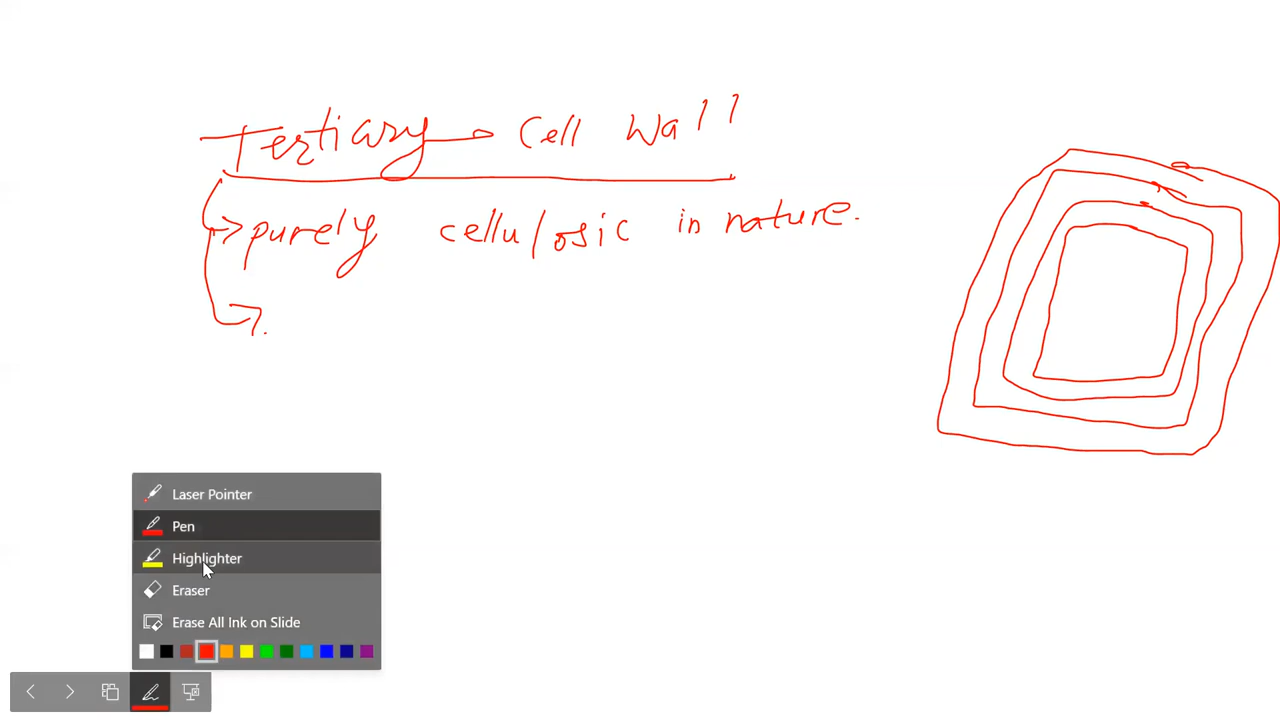 Tertiary Cell Wall
purely cellulosic in nature.
Laser Pointer
Pen
Highlighter
Eraser
Erase All Ink on Slide